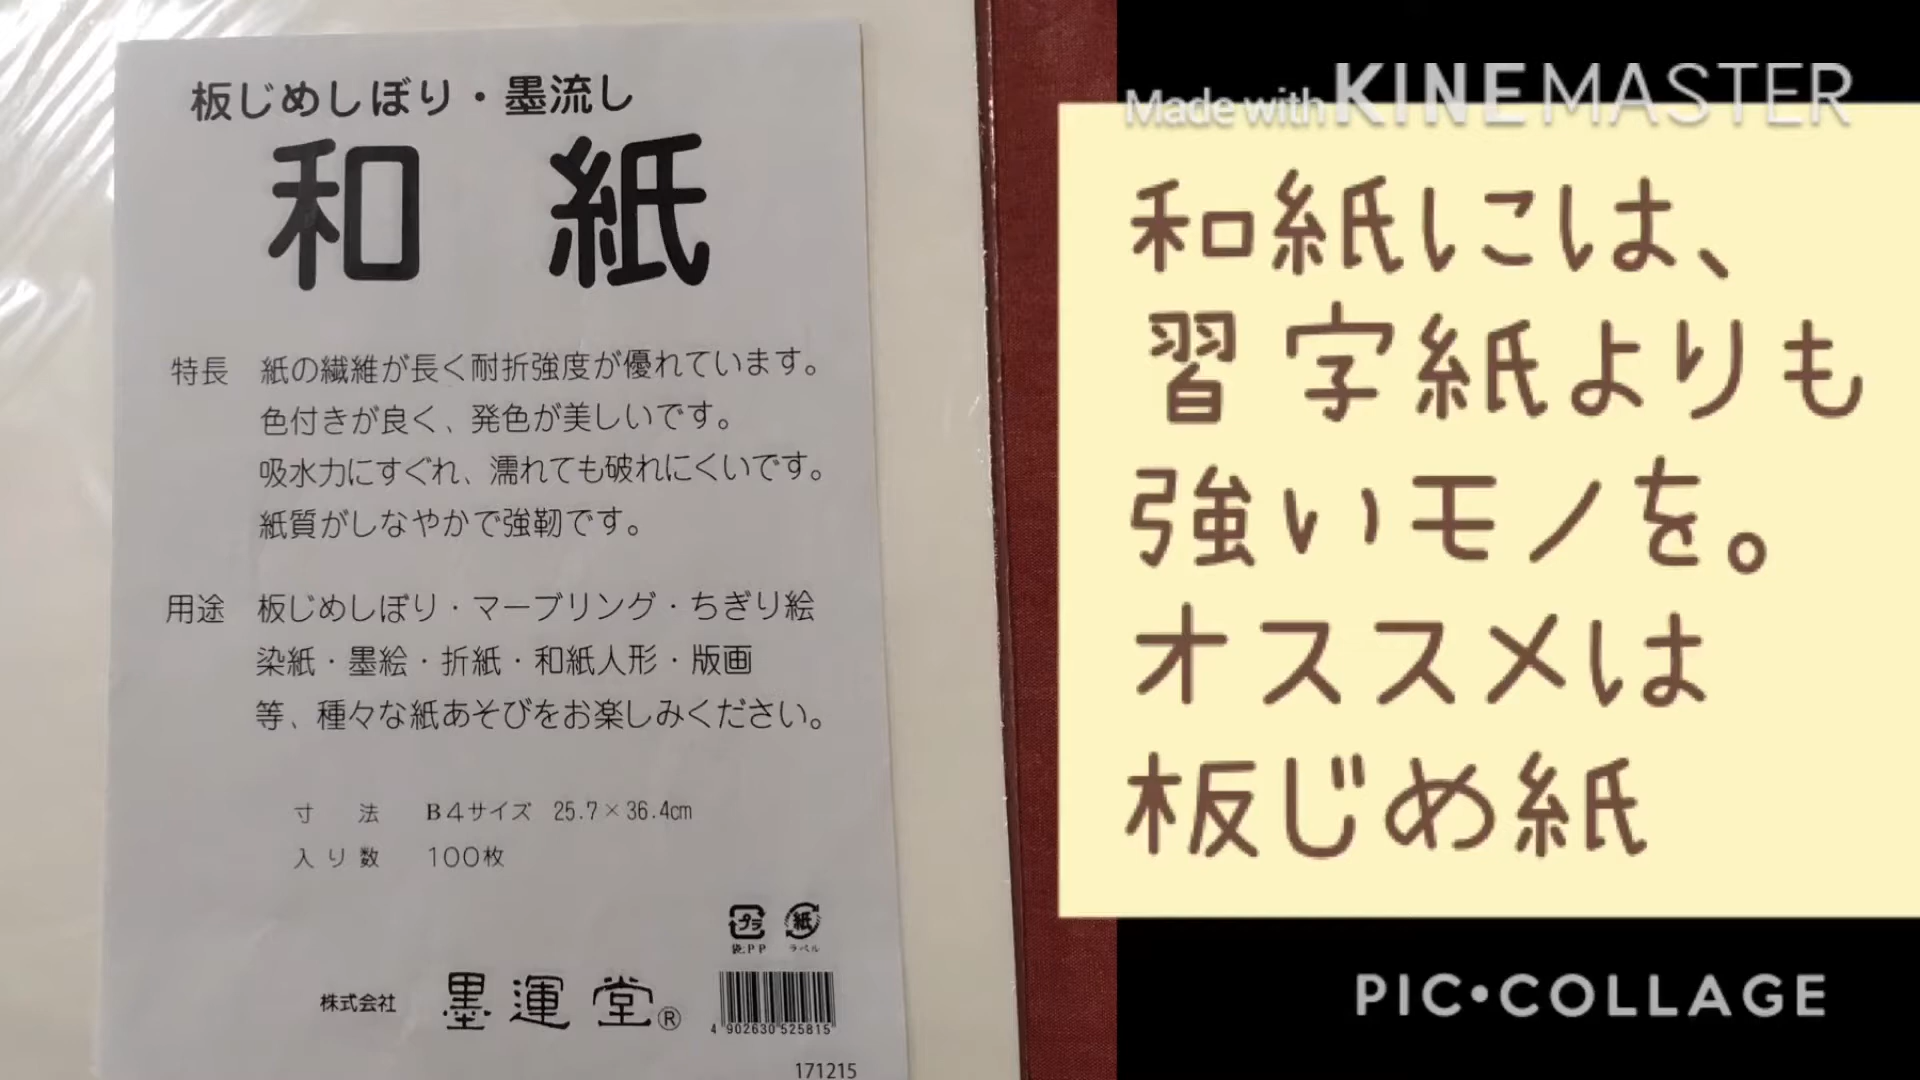 板じめしぼり・墨流し
和 紙
特長 紙の繊維が長く耐折強度が優れています。
色付きが良く、発色が美しいです。
吸水力にすぐれ、濡れても破れにくいです。
紙質がしなやかで強靭です。
用途 板じめしぼり・マーブリング・ちぎり絵
染紙・墨絵・折紙・和紙人形・版画
等、種々な紙あそびをお楽しみください。
寸 法 B4サイズ 25.7×36.4cm
入り数 100枚
プラ 紙
袋:PP ラベル
株式会社 墨運堂®
4 902630 525815
171215
Made with KINEMASTER
和紙には、
習字紙よりも
強いモノを。
オススメは
板じめ紙
PIC•COLLAGE